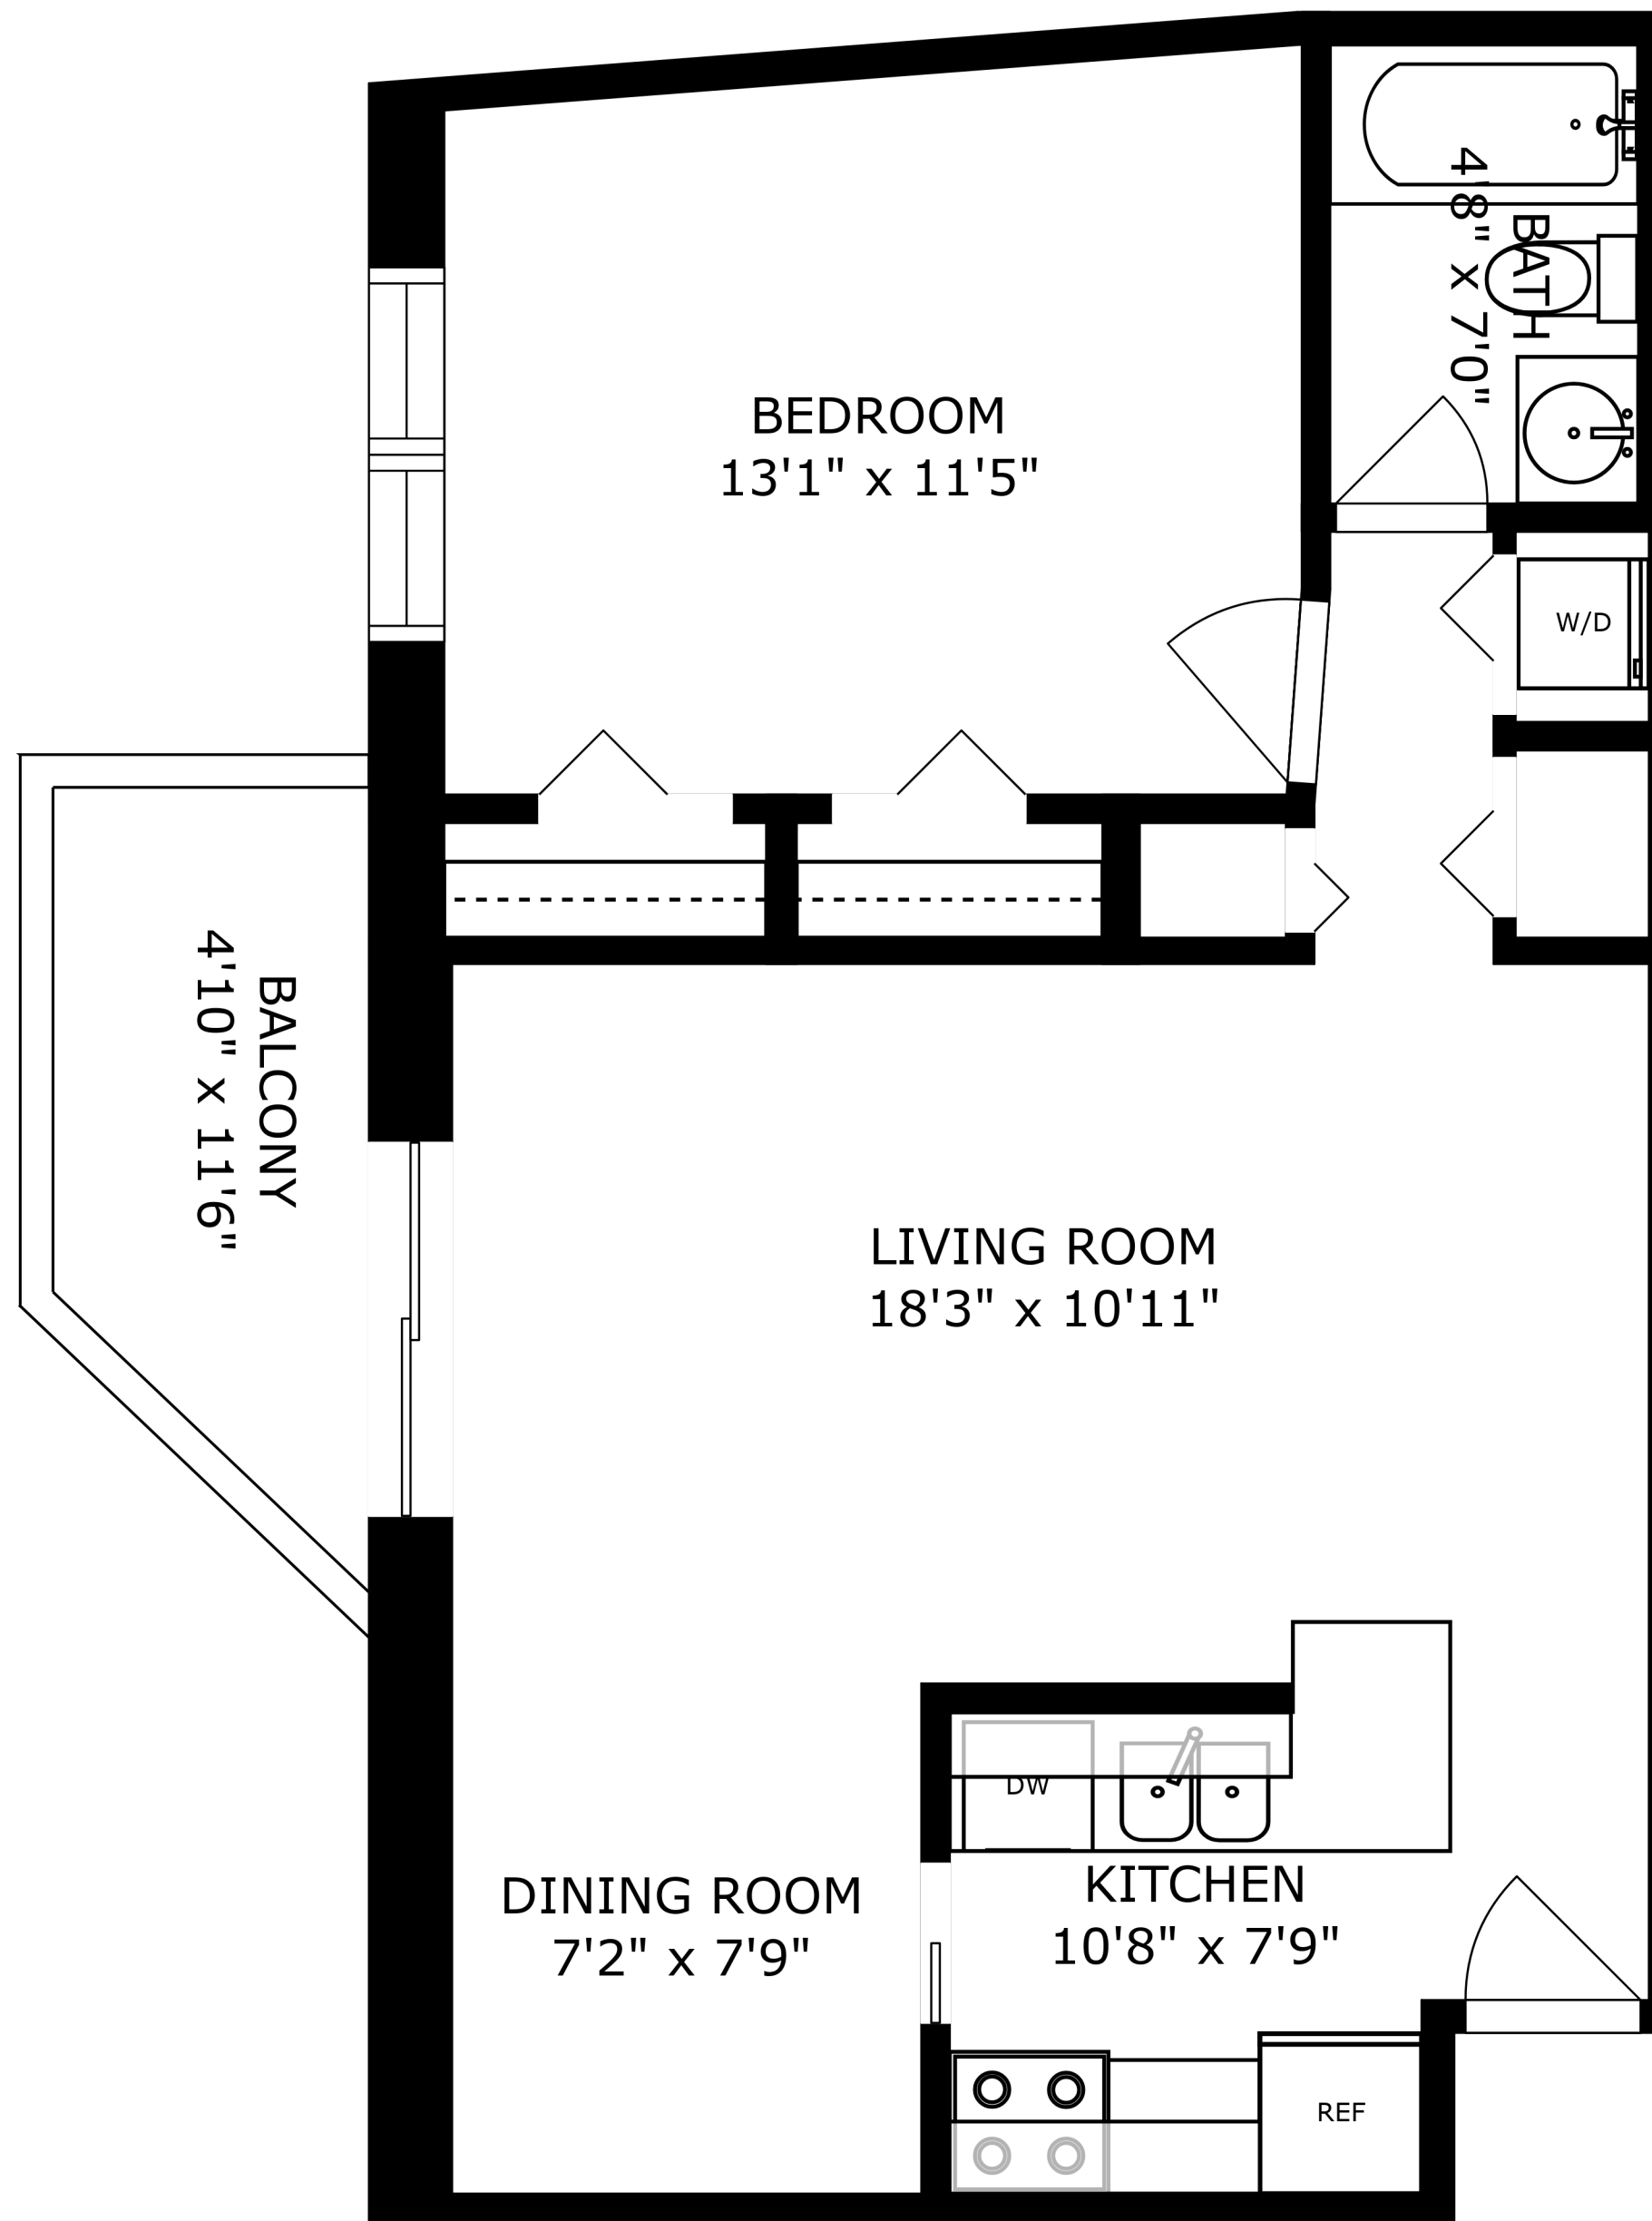 BATH
4'8" x 7'0"
BEDROOM
13'1" x 11'5"
W/D
BALCONY
4'10" x 11'6"
LIVING ROOM
18'3" x 10'11"
DW
KITCHEN
10'8" x 7'9"
DINING ROOM
7'2" x 7'9"
REF